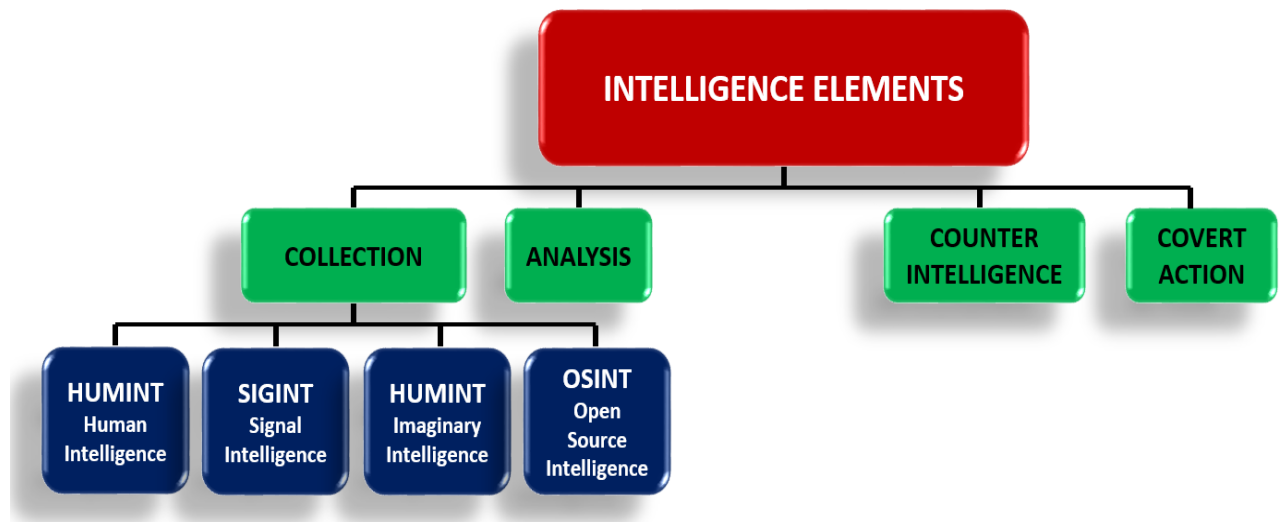 INTELLIGENCE ELEMENTS
COLLECTION
ANALYSIS
COUNTER
INTELLIGENCE
COVERT
ACTION
HUMINT
Human
Intelligence
SIGINT
Signal
Intelligence
HUMINT
Imaginary
Intelligence
OSINT
Open
Source
Intelligence